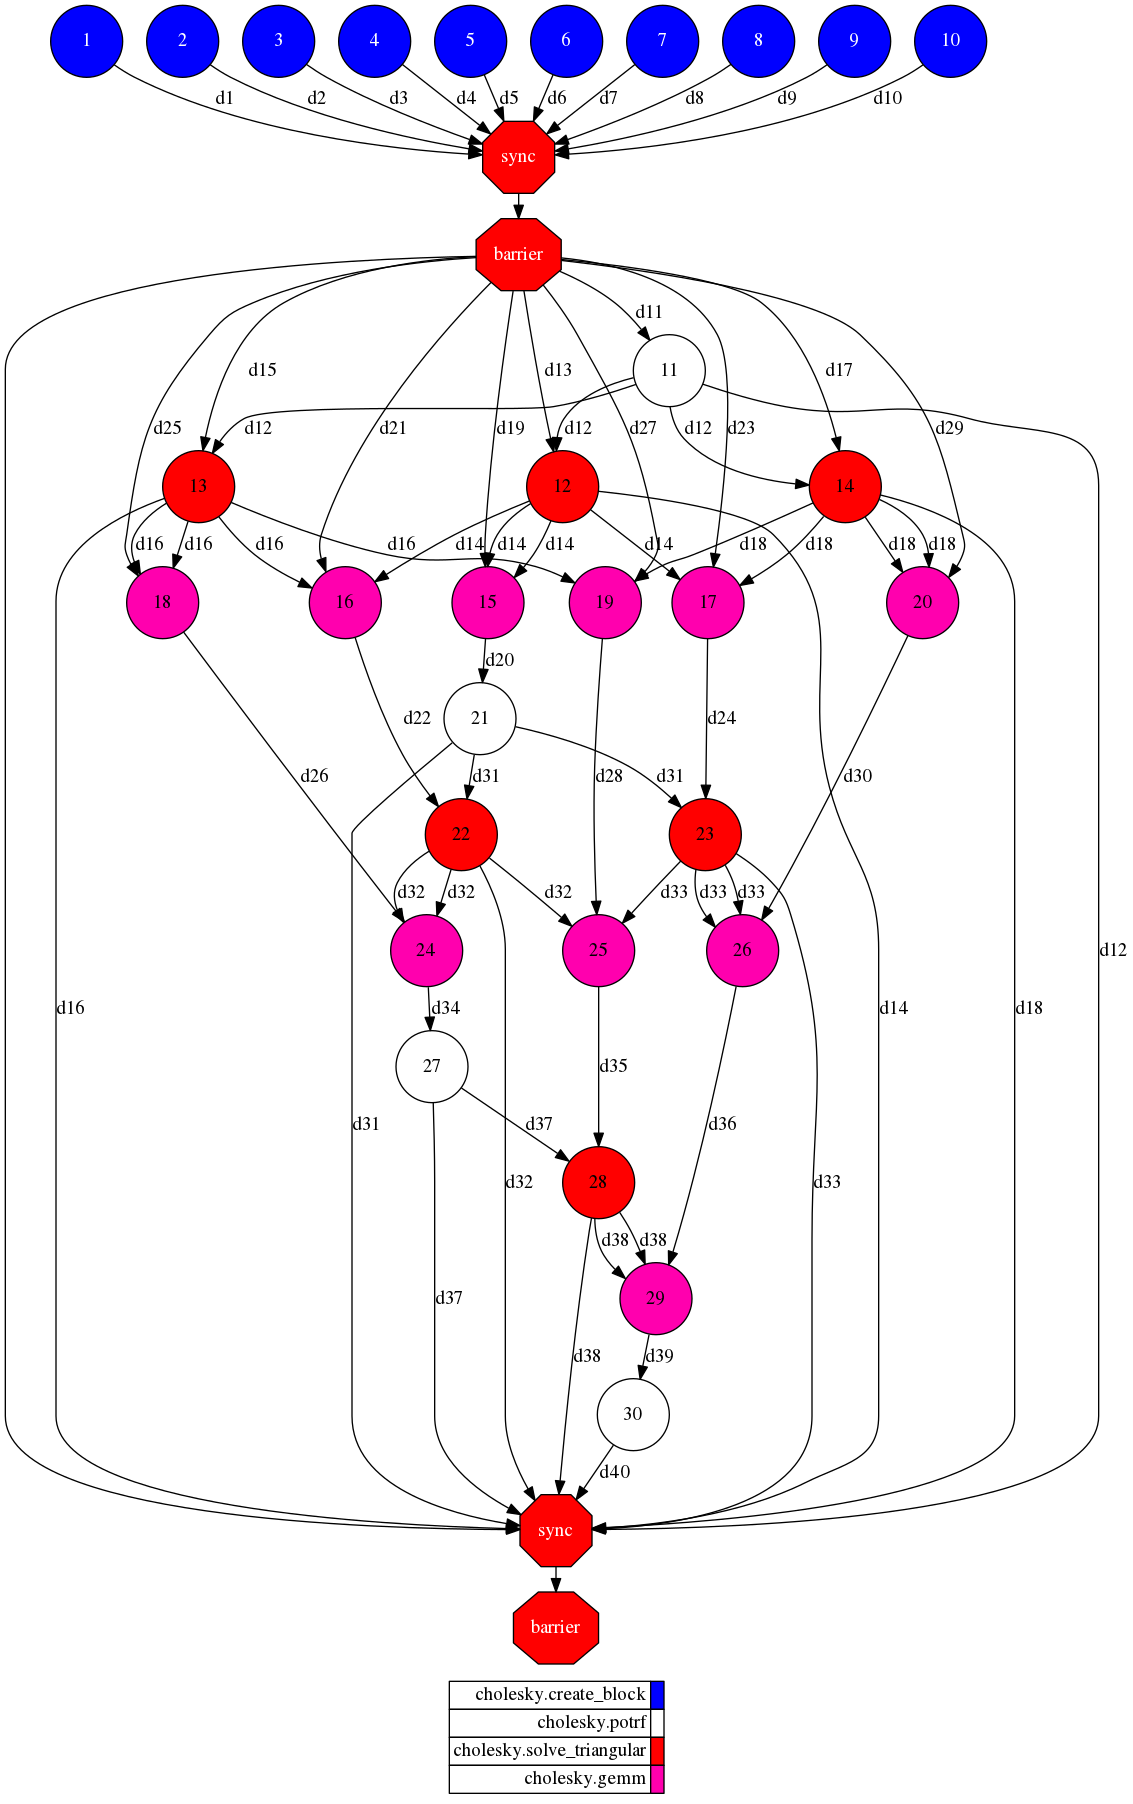 1 2 3 4 5 6 7 8 9 10
d1 d2 d3 d4 d5 d6 d7 d8 d9 d10
sync
barrier
d11
11
d15 d13 d17
d25 d12 d21 d19 d12 d27 d12 d23 d29
13 12 14
d16 d16 d16 d16 d14 d14 d14 d14 d18 d18 d18 d18
18 16 15 19 17 20
d20
21
d22 d24
d26 d31 d28 d31 d30
22 23
d32 d32 d32 d33 d33 d33
24 25 26 d12
d16 d34 d14 d18
27
d35
d31 d37 d36
28
d32 d33
d38 d38
29
d37
d38 d39
30
d40
sync
barrier
cholesky.create_block
cholesky.potrf
cholesky.solve_triangular
cholesky.gemm